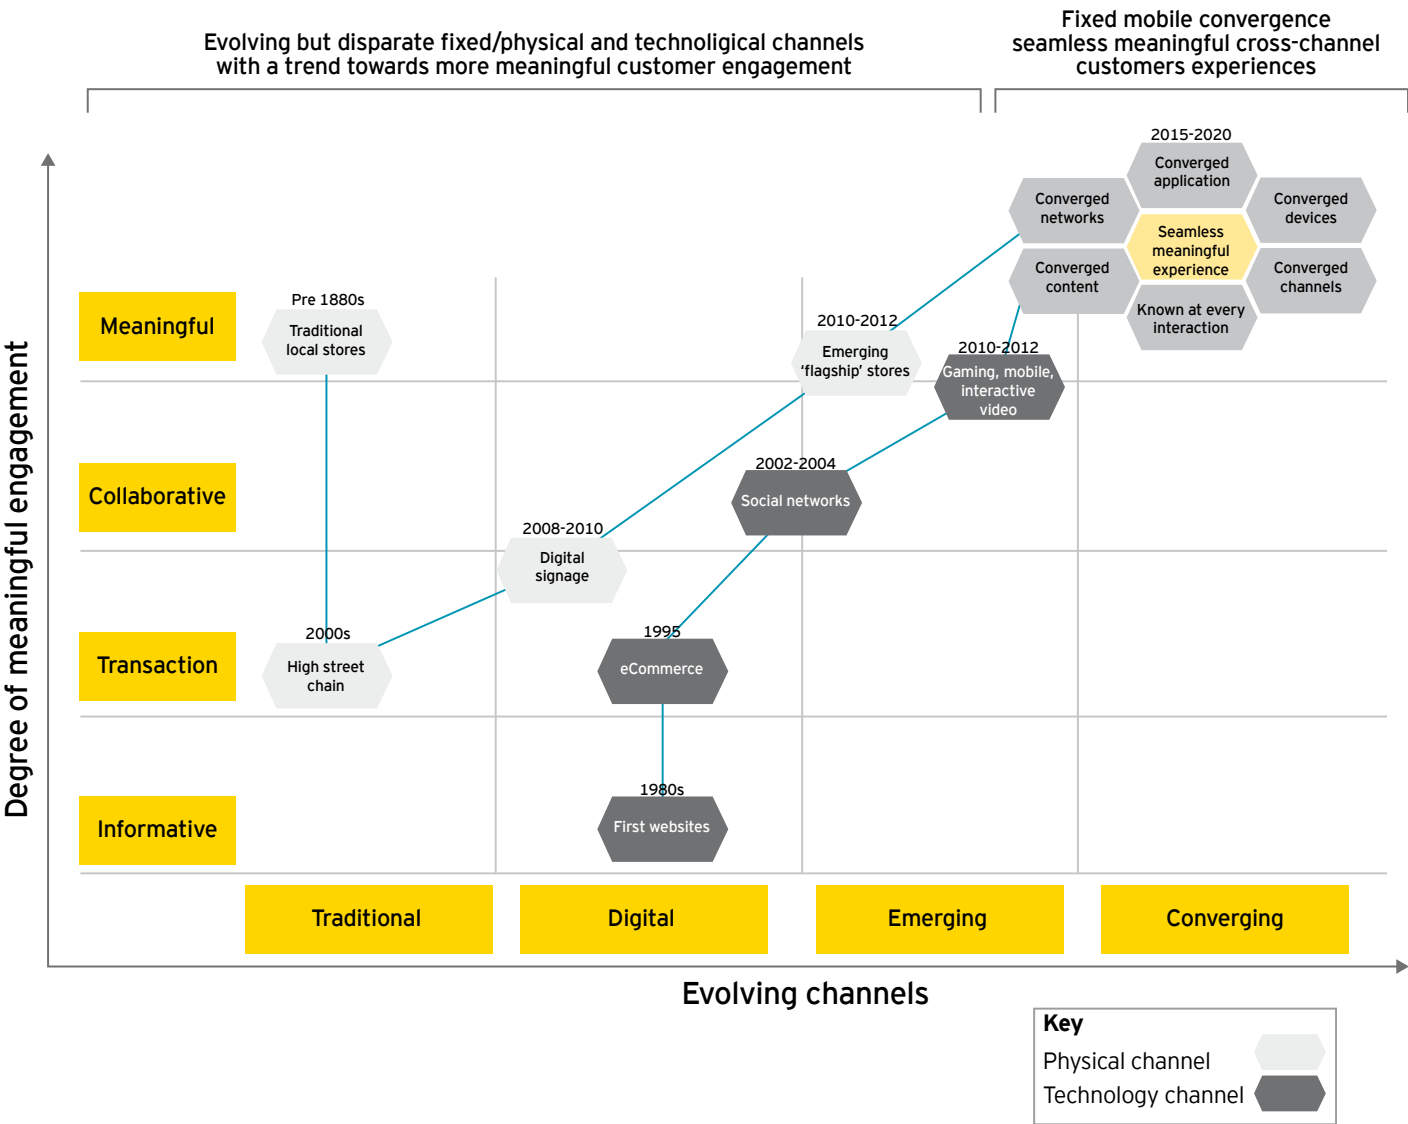 Evolving but disparate fixed/physical and technoligical channels
with a trend towards more meaningful customer engagement
Fixed mobile convergence
seamless meaningful cross-channel
customers experiences
Degree of meaningful engagement
2015-2020
Converged
application
Converged
networks
Converged
devices
Seamless
meaningful
experience
Converged
content
Converged
channels
Known at every
interaction
Meaningful
Pre 1880s
Traditional
local stores
2010-2012
Emerging
‘flagship’ stores
2010-2012
Gaming, mobile,
interactive
video
Collaborative
2002-2004
Social networks
2008-2010
Digital
signage
Transaction
2000s
High street
chain
1995
eCommerce
Informative
1980s
First websites
Traditional
Digital
Emerging
Converging
Evolving channels
Key
Physical channel
Technology channel